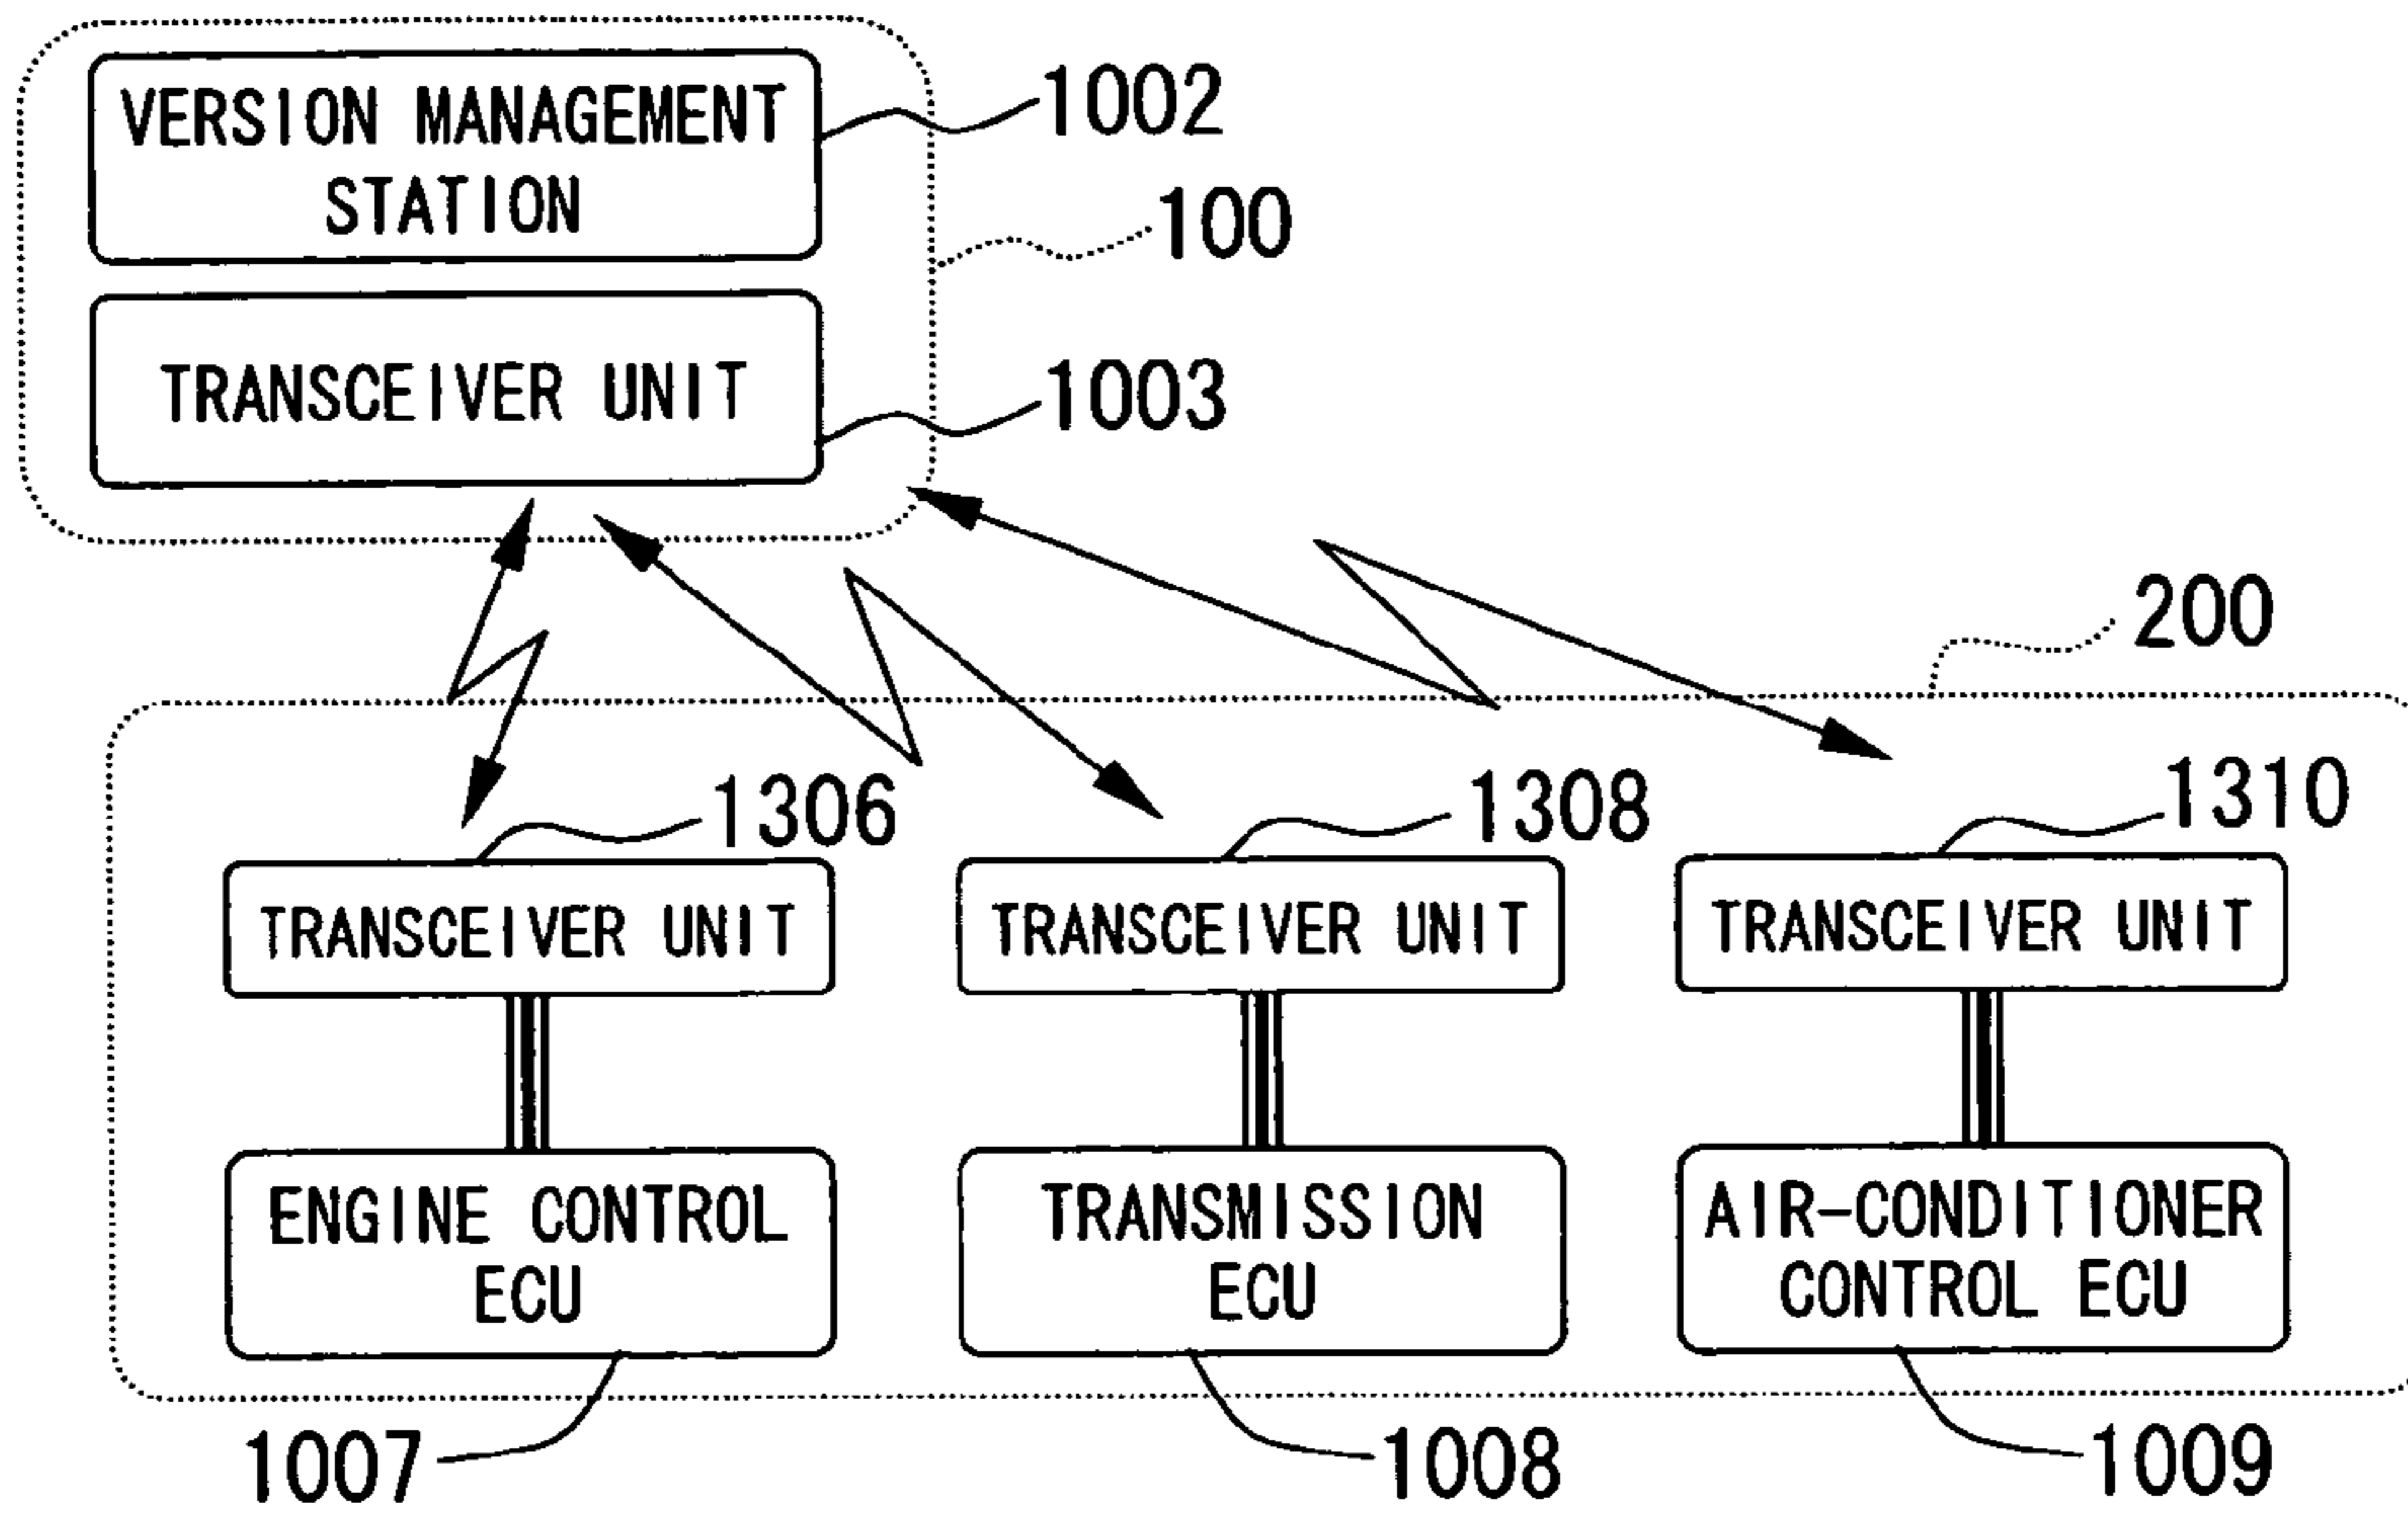 VERSION MANAGEMENT
STATION
1002
100
TRANSCEIVER UNIT
1003
200
1306
1308
1310
TRANSCEIVER UNIT
TRANSCEIVER UNIT
TRANSCEIVER UNIT
ENGINE CONTROL
ECU
TRANSMISSION
ECU
AIR-CONDITIONER
CONTROL ECU
1007
1008
1009